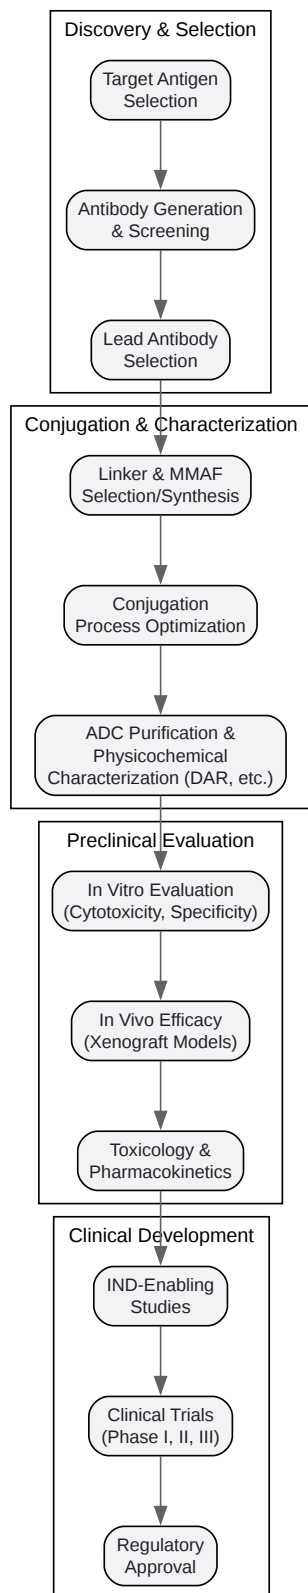 Discovery & Selection
Target Antigen
Selection
Antibody Generation
& Screening
Lead Antibody
Selection
Conjugation & Characterization
Linker & MMAF
Selection/Synthesis
Conjugation
Process Optimization
ADC Purification &
Physicochemical
Characterization (DAR, etc.)
Preclinical Evaluation
In Vitro Evaluation
(Cytotoxicity, Specificity)
In Vivo Efficacy
(Xenograft Models)
Toxicology &
Pharmacokinetics
Clinical Development
IND-Enabling
Studies
Clinical Trials
(Phase I, II, III)
Regulatory
Approval